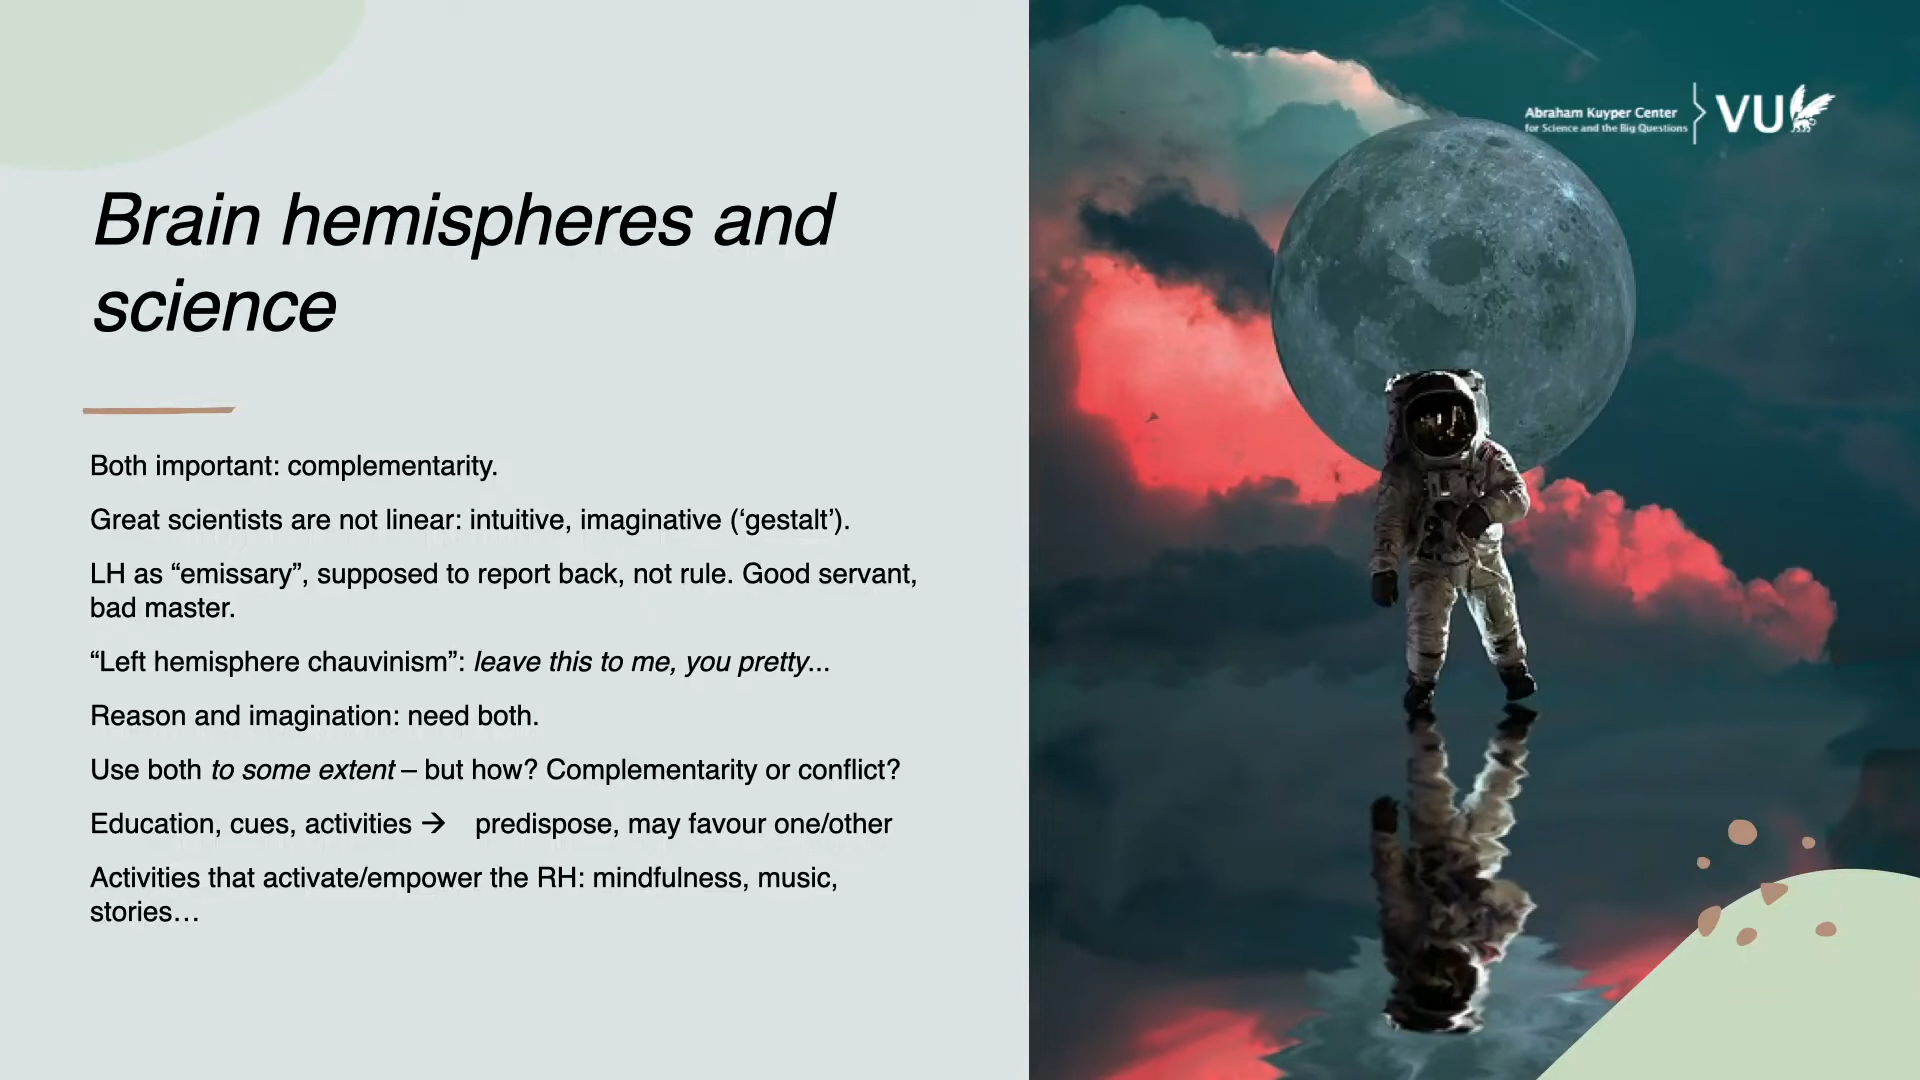 Abraham Kuyper Center
for Science and the Big Questions
VU
Brain hemispheres and
science
Both important: complementarity.
Great scientists are not linear: intuitive, imaginative (‘gestalt’).
LH as “emissary”, supposed to report back, not rule. Good servant,
bad master.
“Left hemisphere chauvinism”: leave this to me, you pretty...
Reason and imagination: need both.
Use both to some extent – but how? Complementarity or conflict?
Education, cues, activities → predispose, may favour one/other
Activities that activate/empower the RH: mindfulness, music,
stories…